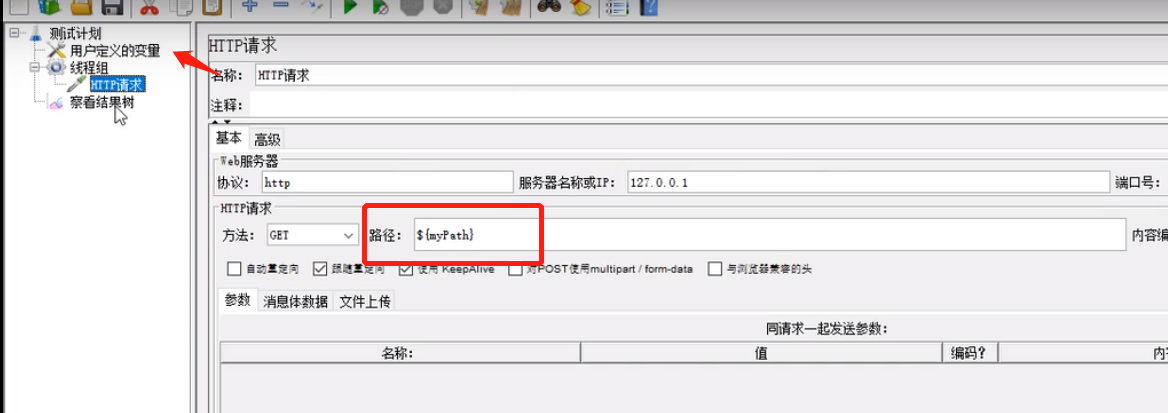 测试计划
用户定义的变量
线程组
HTTP请求
察看结果树
HTTP请求
名称: HTTP请求
注释:
基本 高级
Web服务器
协议: http 服务器名称或IP: 127.0.0.1 端口号:
HTTP请求
方法: GET 路径: ${myPath} 内容编
自动重定向 跟随重定向 使用 KeepAlive 对POST使用multipart / form-data 与浏览器兼容的头
参数 消息体数据 文件上传
同请求一起发送参数:
名称: 值 编码? 内